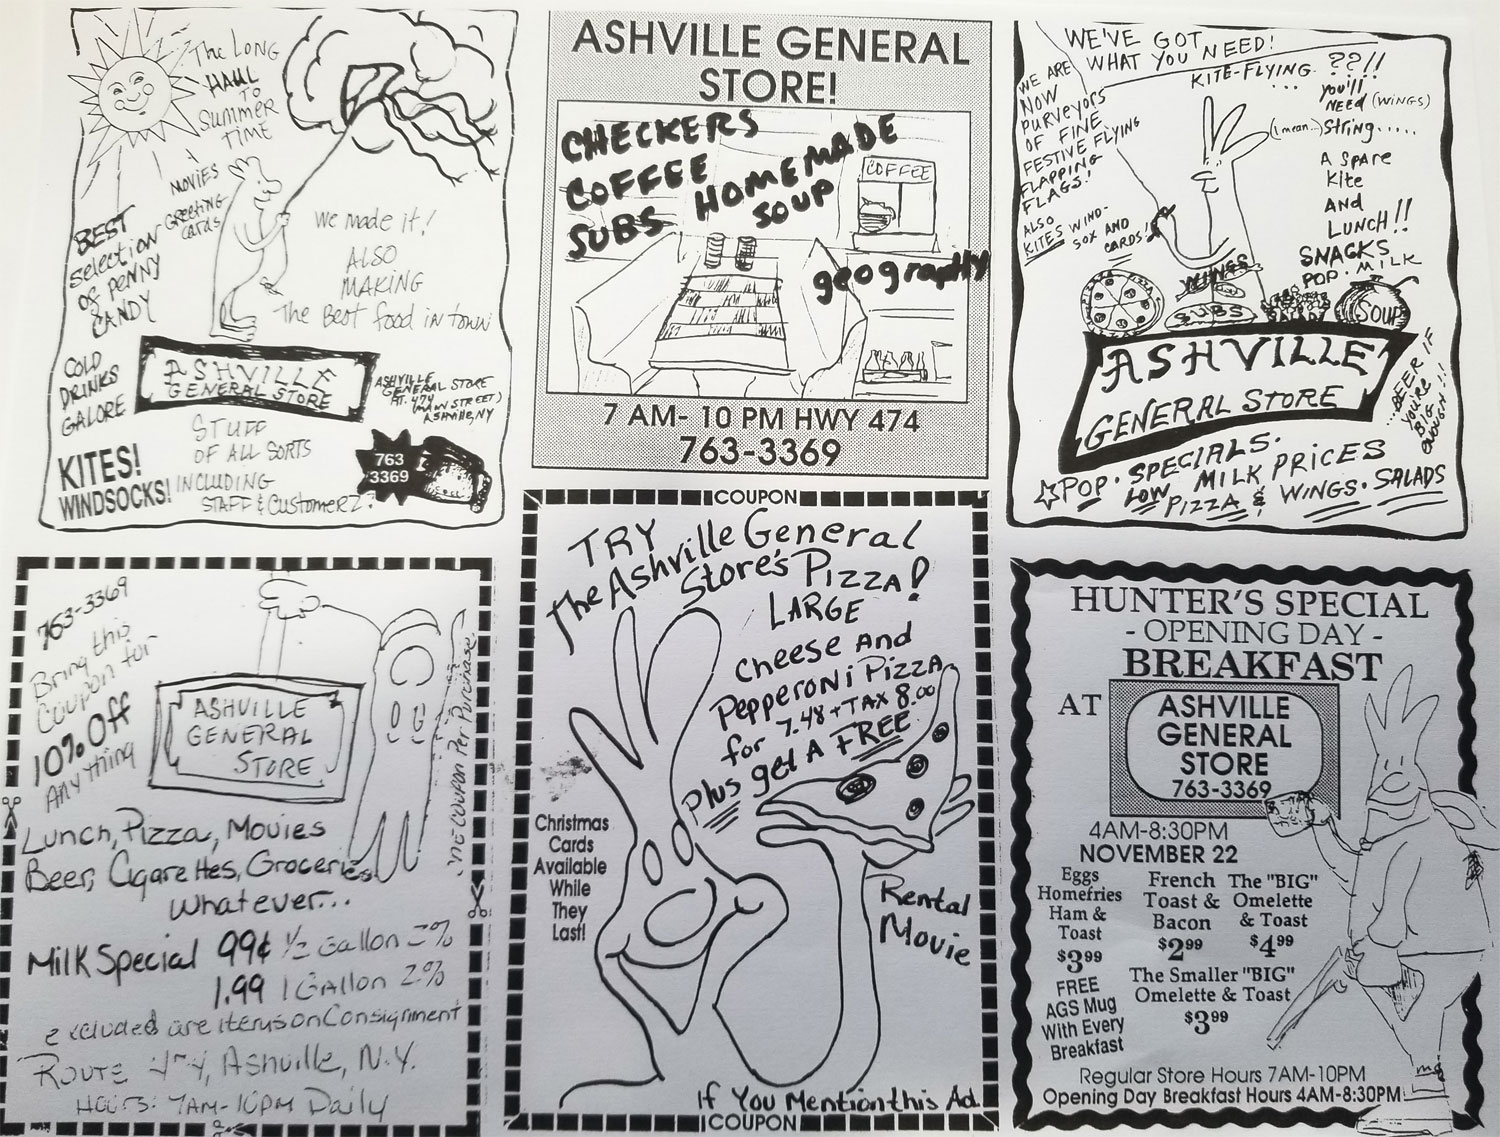 The Long
Haul
to
Summer
Time
Movies
Greeting
Cards
Best
Selection
of Penny
Candy
We made it!
Also
Making
The Best food in town
Cold
Drinks
Galore
ASHVILLE
GENERAL STORE
ASHVILLE
GENERAL STORE
RT. 474
(MAIN STREET)
ASHVILLE, NY
Stuff
of all sorts
including
Staff & Customerz?
KITES!
WINDSOCKS!
763
3369
ASHVILLE GENERAL
STORE!
CHECKERS
COFFEE
SUBS
HOMEMADE
SOUP
COFFEE
geography
7 AM- 10 PM HWY 474
763-3369
WE'VE GOT
WHAT YOU NEED!
WE ARE
NOW
PURVEYORS
OF FINE
FESTIVE FLYING
FLAPPING
FLAGS!
ALSO
KITES WIND-
SOX AND
CARDS!
KITE-FLYING ??!!
...
you'll
NEED (WINGS)
(I mean...) String.....
A SPARE
Kite
AND
LUNCH!!
SNACKS
POP. MILK
WINGS
SUBS
SOUP
ASHVILLE
GENERAL STORE
...BEER IF
YOU'RE
BIG
ENOUGH!!
POP. SPECIALS.
LOW MILK PRICES
PIZZA & WINGS. SALADS
763-3369
Bring this
Coupon for
10% Off
Anything
ASHVILLE
GENERAL
STORE
*one coupon Per Purchase.
Lunch, Pizza, Movies
Beer, Cigarettes, Groceries
Whatever...
Milk Special 99¢ ½ Gallon 2%
1.99 1 Gallon 2%
excluded are items on Consignment
Route 474, Ashville, N.Y.
Hours: 7AM-10PM Daily
COUPON
TRY
The Ashville General
Store's Pizza!
LARGE
Cheese And
Pepperoni Pizza
for 7.48 + TAX 8.00
Plus get A FREE
Rental
Movie
Christmas
Cards
Available
While
They
Last!
If You Mention this Ad.
COUPON
HUNTER'S SPECIAL
- OPENING DAY -
BREAKFAST
AT
ASHVILLE
GENERAL
STORE
763-3369
4AM-8:30PM
NOVEMBER 22
Eggs
Homefries
Ham &
Toast
$3.99
French
Toast &
Bacon
$2.99
The "BIG"
Omelette
& Toast
$4.99
The Smaller "BIG"
Omelette & Toast
$3.99
FREE
AGS Mug
With Every
Breakfast
Regular Store Hours 7AM-10PM
Opening Day Breakfast Hours 4AM-8:30PM